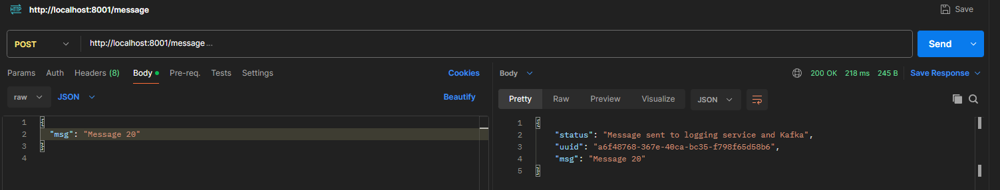 HTTP http://localhost:8001/message Save
POST http://localhost:8001/message ... Send
Params Auth Headers (8) Body Pre-req. Tests Settings Cookies
raw JSON Beautify
1 {
2 "msg": "Message 20"
3 }
4
Body 200 OK 218 ms 245 B Save Response
Pretty Raw Preview Visualize JSON
1 {
2 "status": "Message sent to logging service and Kafka",
3 "uuid": "a6f48768-367e-40ca-bc35-f798f65d58b6",
4 "msg": "Message 20"
5 }